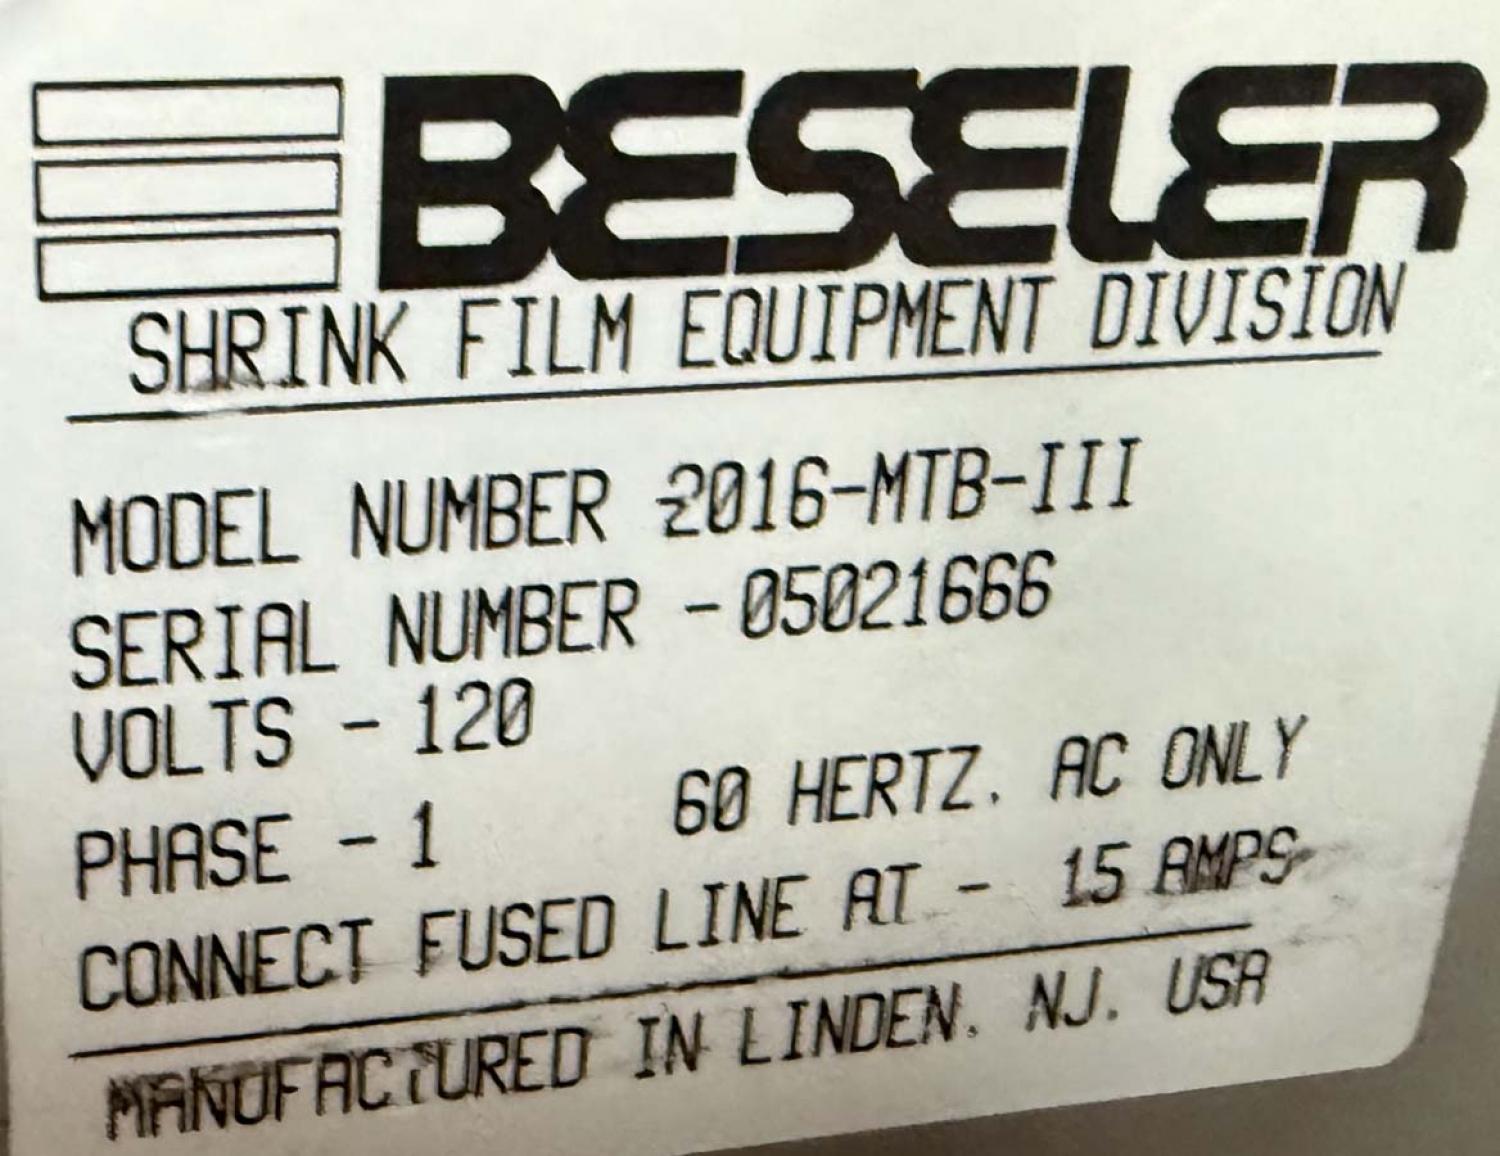 BESELER
SHRINK FILM EQUIPMENT DIVISION
MODEL NUMBER -2016-MTB-III
SERIAL NUMBER -05021666
VOLTS - 120
PHASE - 1 60 HERTZ. AC ONLY
CONNECT FUSED LINE AT - 15 AMPS
MANUFACTURED IN LINDEN. NJ. USA